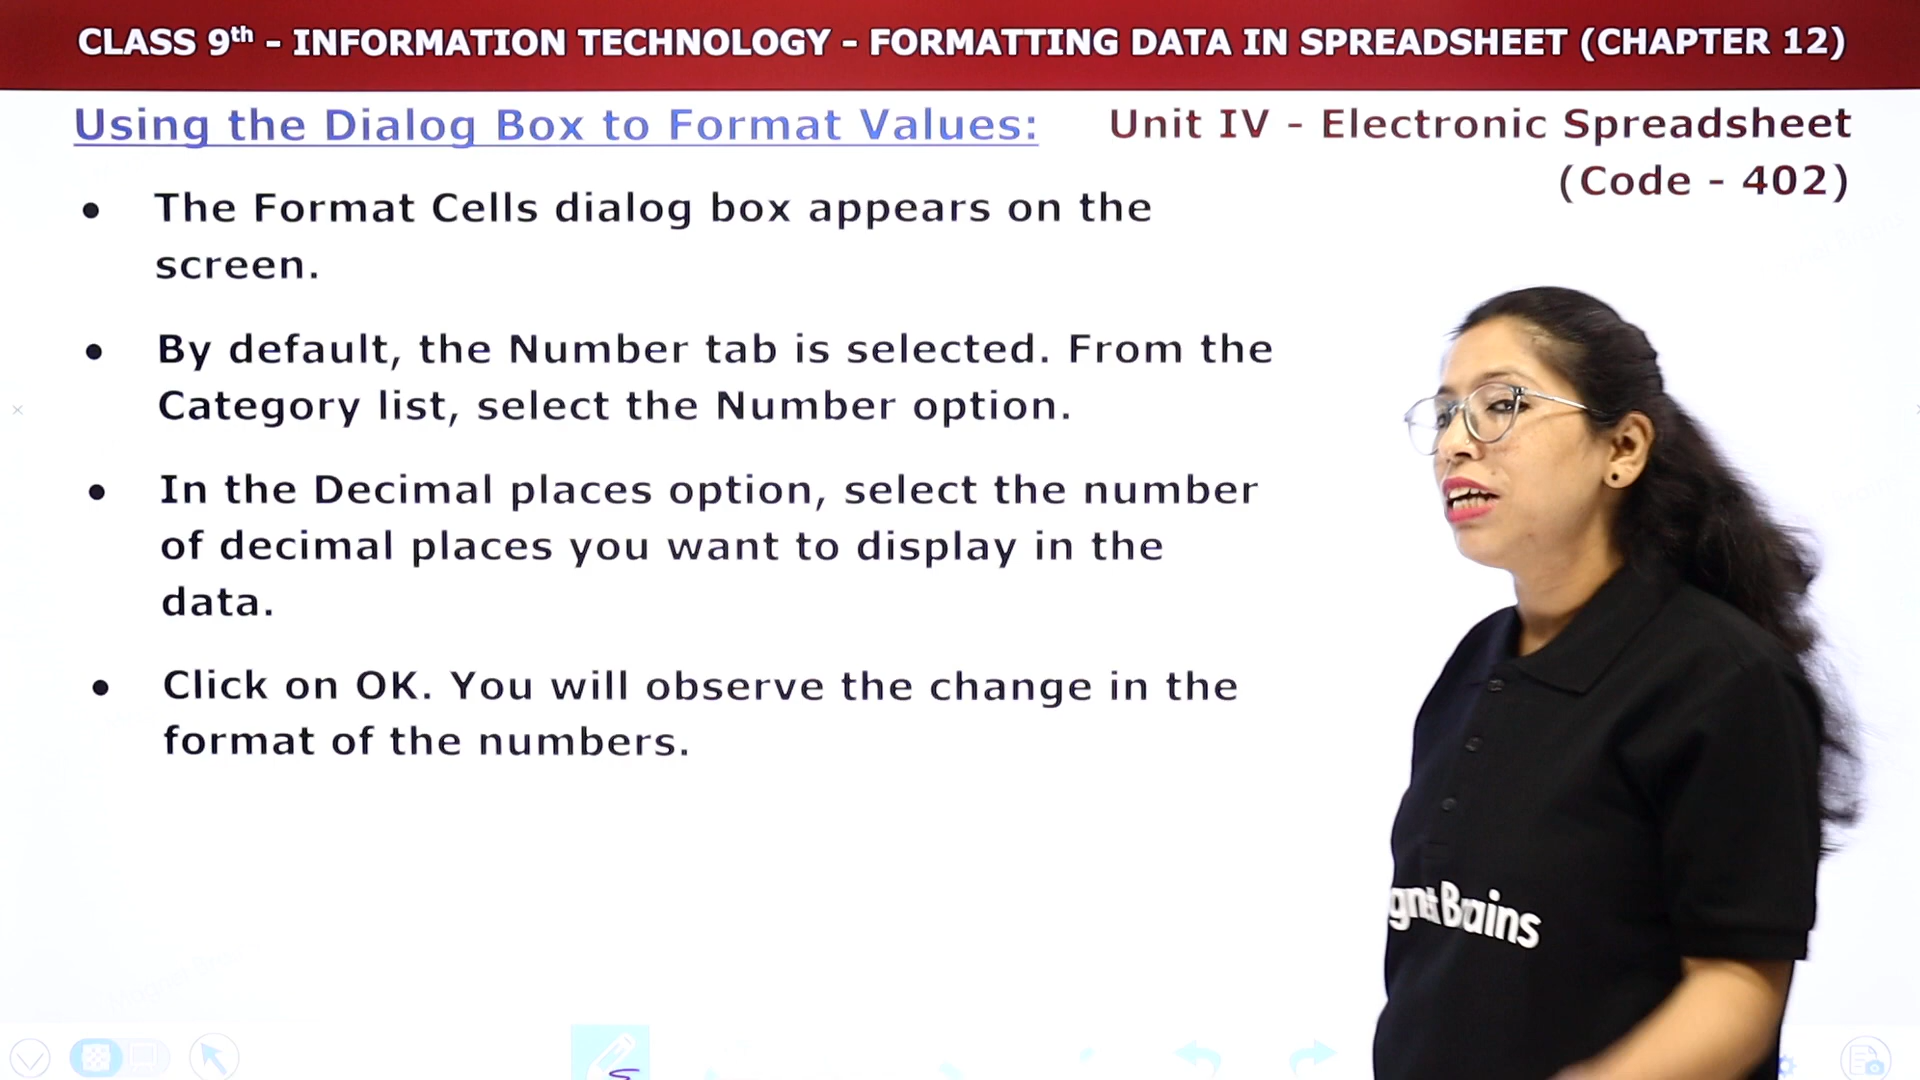 CLASS 9th - INFORMATION TECHNOLOGY - FORMATTING DATA IN SPREADSHEET (CHAPTER 12)
Using the Dialog Box to Format Values:
Unit IV - Electronic Spreadsheet
(Code - 402)
• The Format Cells dialog box appears on the
screen.
• By default, the Number tab is selected. From the
Category list, select the Number option.
• In the Decimal places option, select the number
of decimal places you want to display in the
data.
• Click on OK. You will observe the change in the
format of the numbers.
Brains